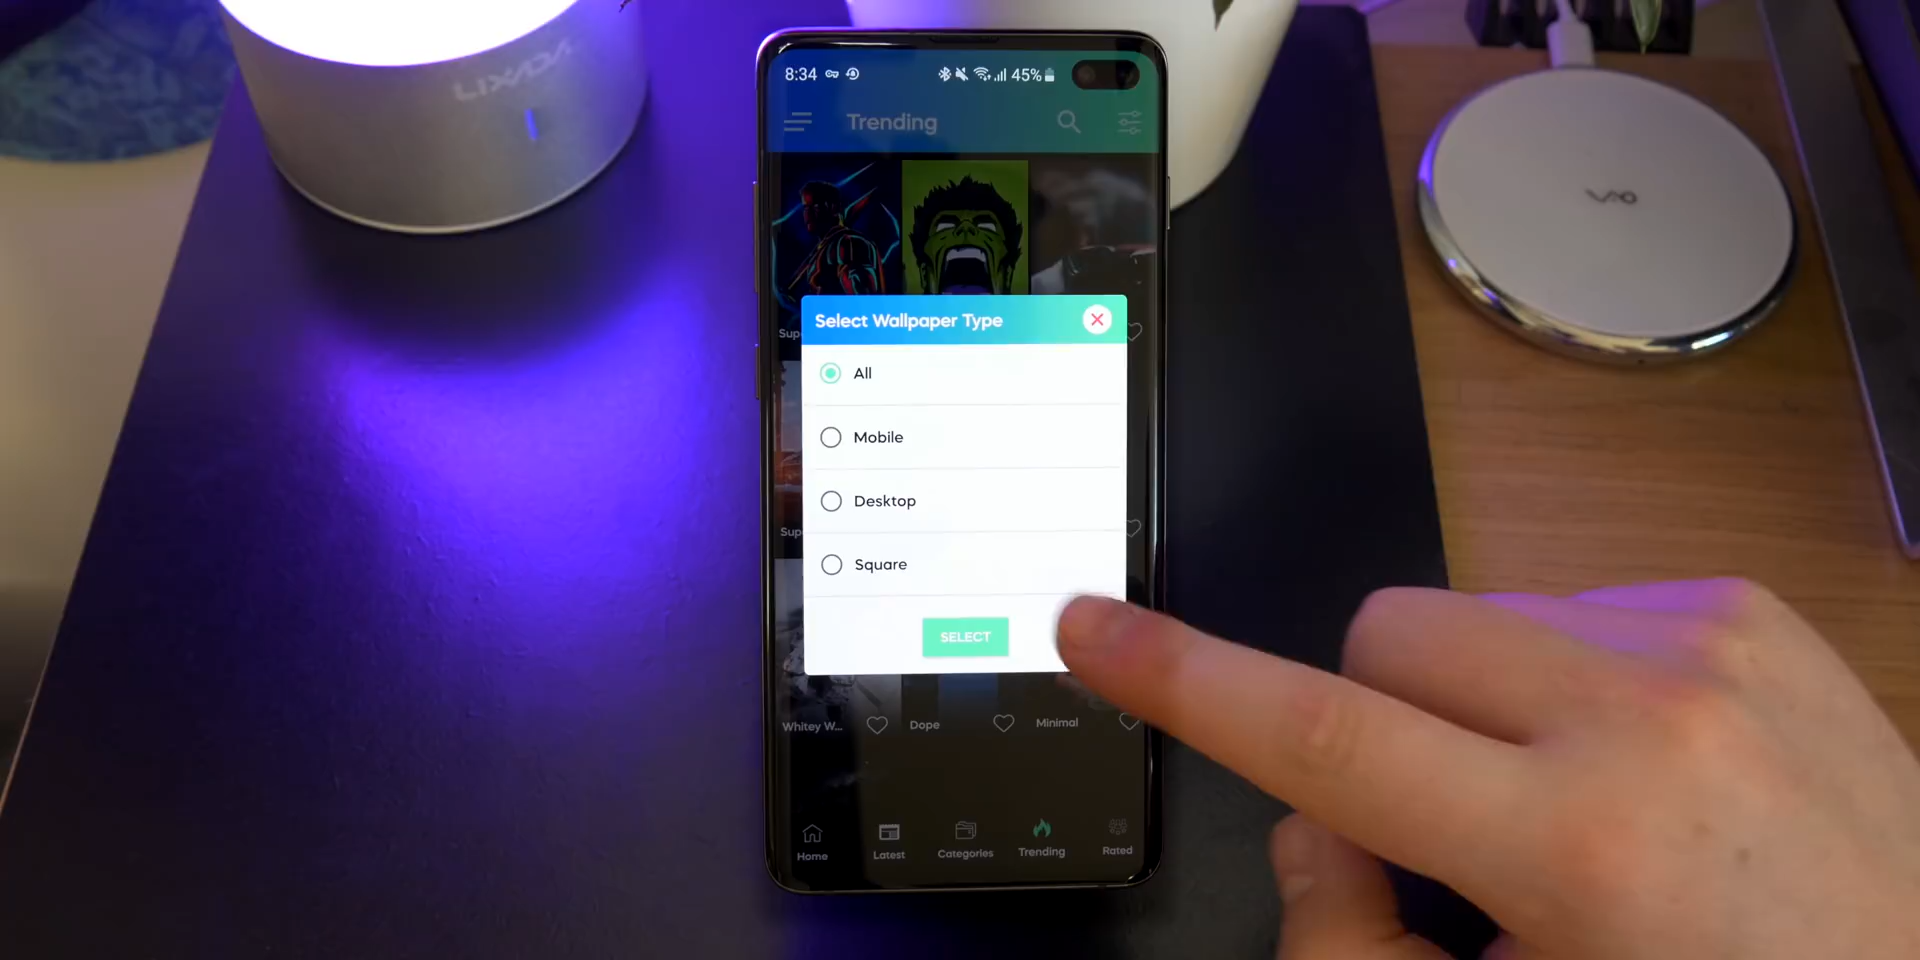 LIXADA
8:34
45%
Trending
Select Wallpaper Type
All
Mobile
Desktop
Square
SELECT
Whitey W...
Dope
Minimal
Home
Latest
Categories
Trending
Rated